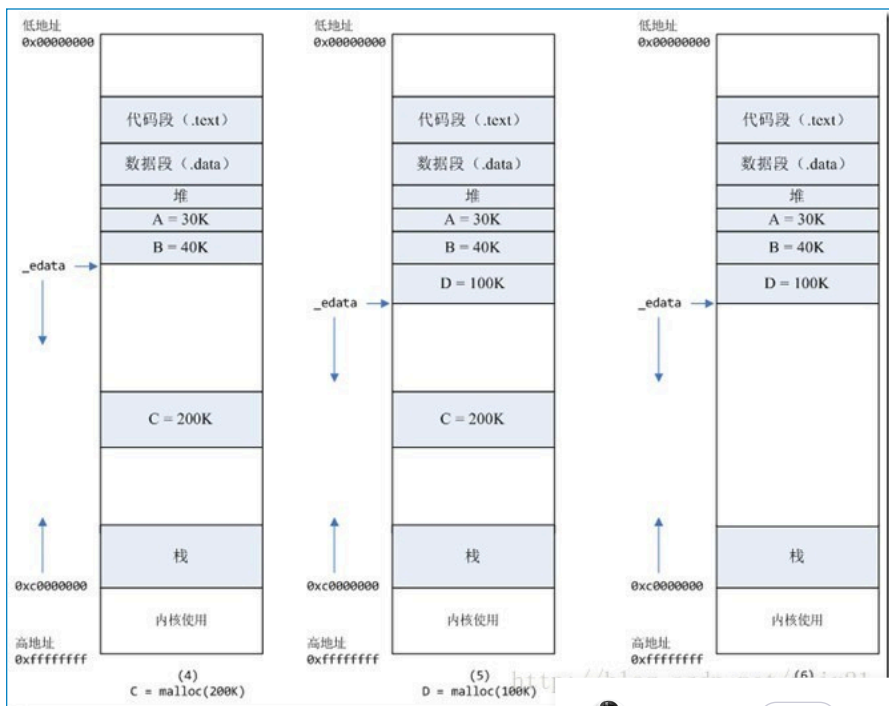 低地址
0x00000000
代码段（.text）
数据段（.data）
堆
A = 30K
B = 40K
_edata
C = 200K
栈
0xc0000000
内核使用
高地址
0xffffffff
(4)
C = malloc(200K)
低地址
0x00000000
代码段（.text）
数据段（.data）
堆
A = 30K
B = 40K
D = 100K
_edata
C = 200K
栈
0xc0000000
内核使用
高地址
0xffffffff
(5)
D = malloc(100K)
低地址
0x00000000
代码段（.text）
数据段（.data）
堆
A = 30K
B = 40K
D = 100K
_edata
栈
0xc0000000
内核使用
高地址
0xffffffff
(6)